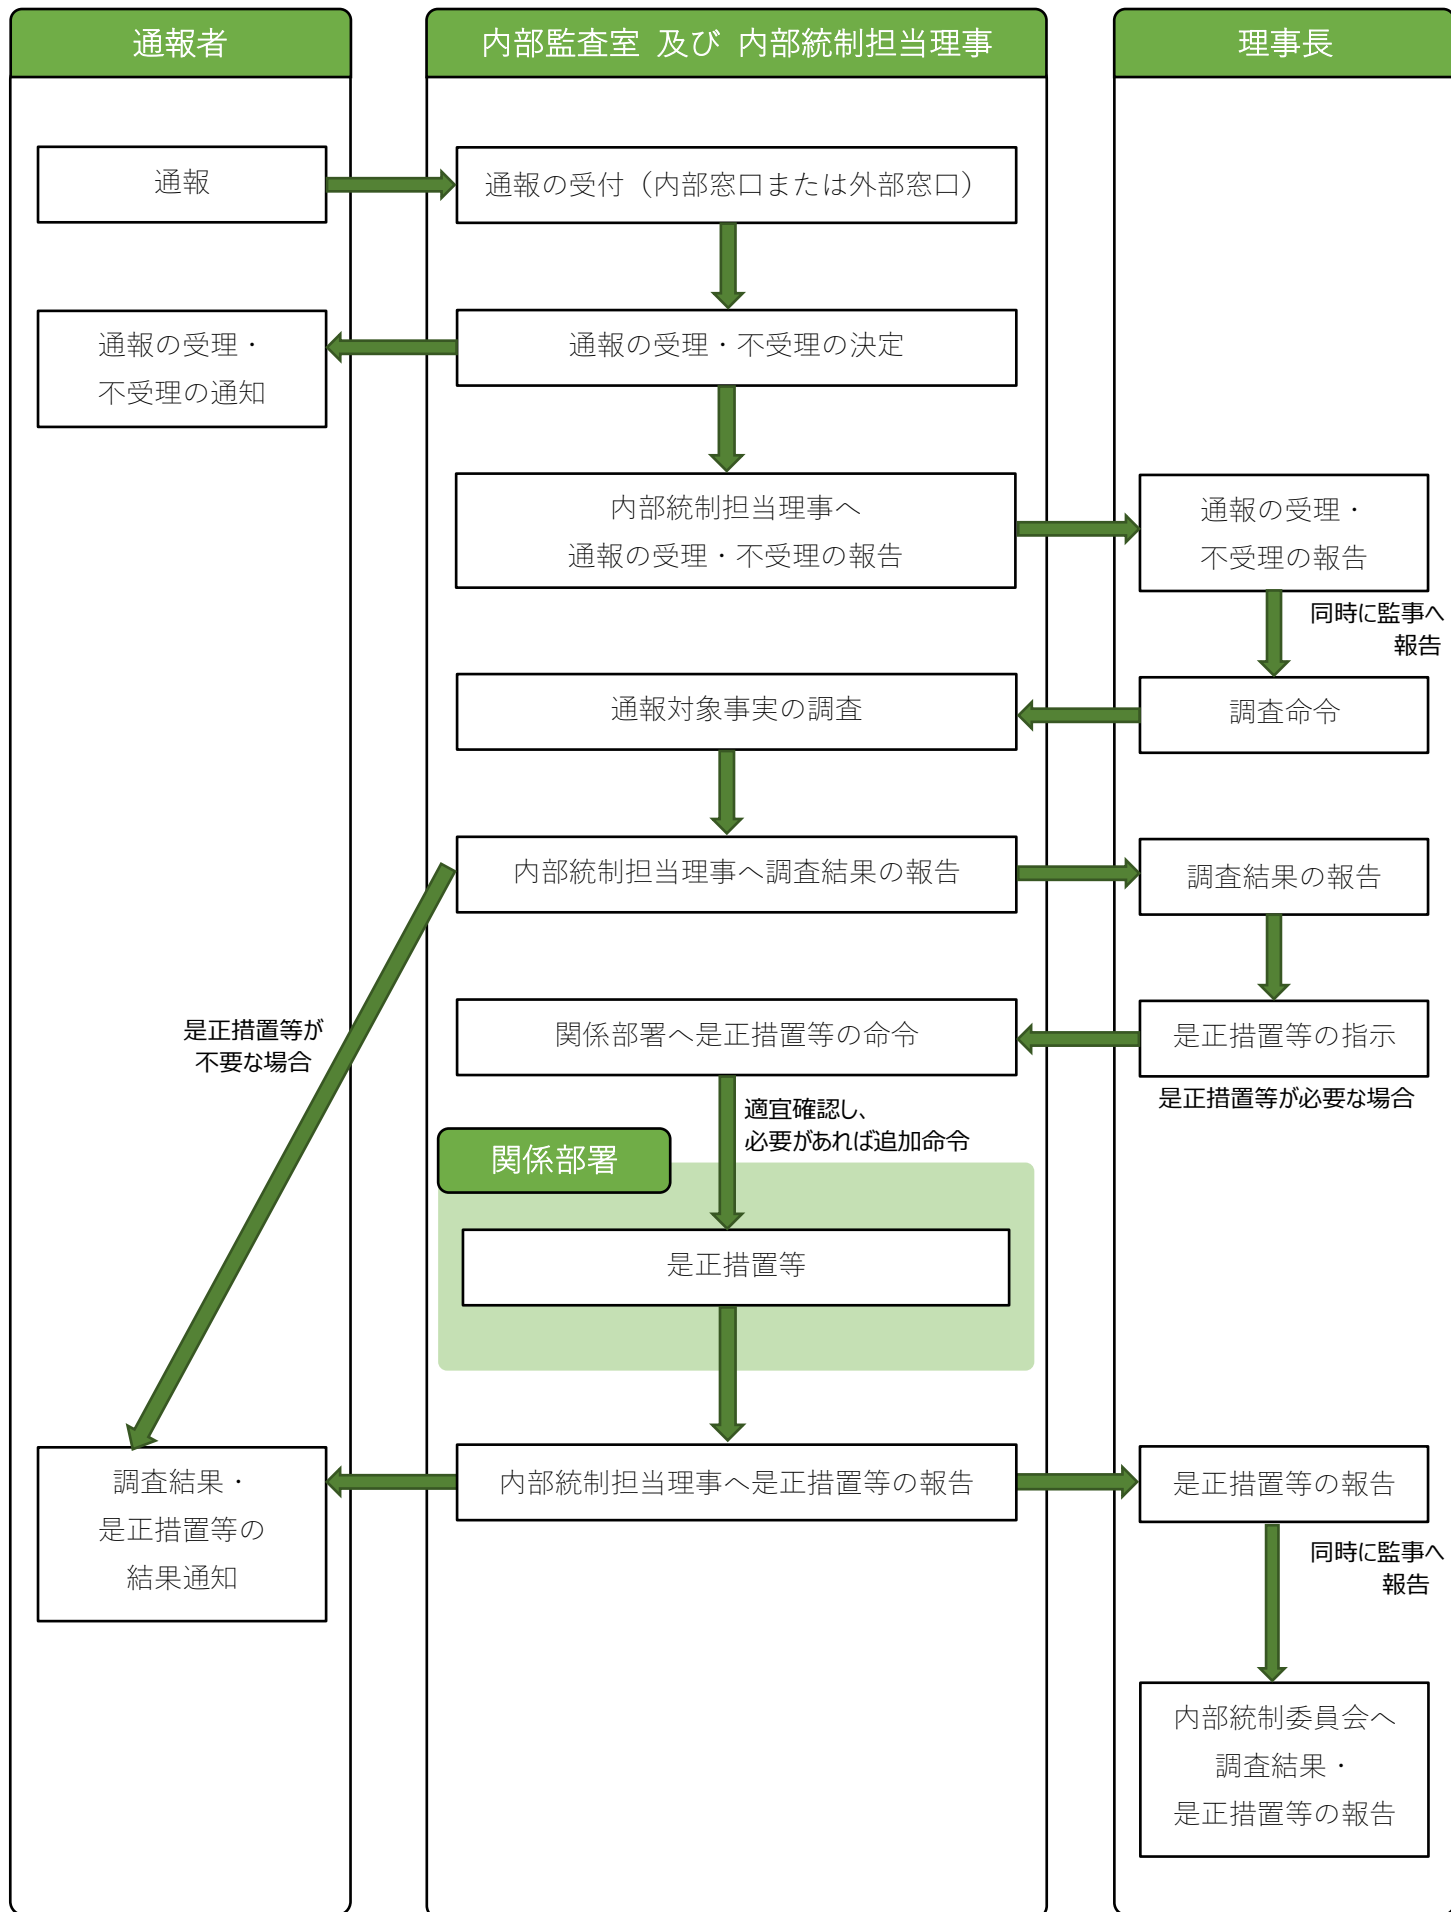 通報者
内部監査室 及び 内部統制担当理事
理事長
通報
通報の受付（内部窓口または外部窓口）
通報の受理・
不受理の通知
通報の受理・不受理の決定
内部統制担当理事へ
通報の受理・不受理の報告
通報の受理・
不受理の報告
同時に監事へ
報告
通報対象事実の調査
調査命令
内部統制担当理事へ調査結果の報告
調査結果の報告
是正措置等が
不要な場合
関係部署へ是正措置等の命令
是正措置等の指示
是正措置等が必要な場合
適宜確認し、
必要があれば追加命令
関係部署
是正措置等
調査結果・
是正措置等の
結果通知
内部統制担当理事へ是正措置等の報告
是正措置等の報告
同時に監事へ
報告
内部統制委員会へ
調査結果・
是正措置等の報告